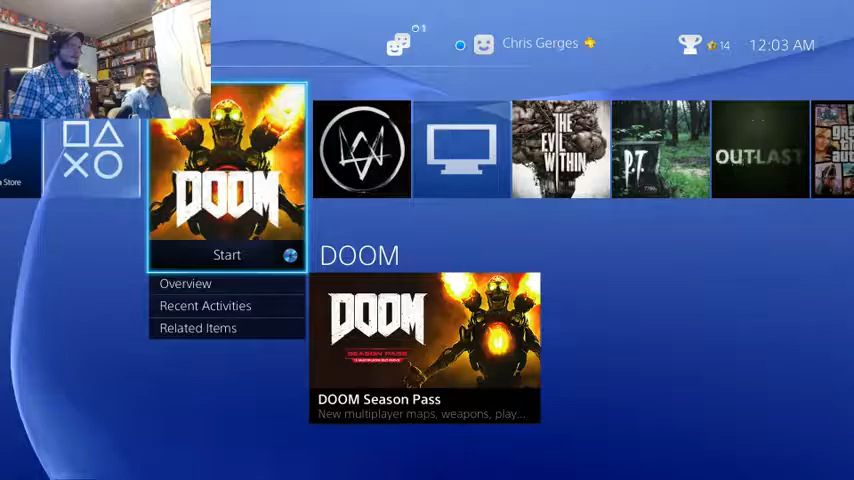 1
Chris Gerges
14
12:03 AM
a Store
DOOM
THE
EVIL
WITHIN
P.T.
OUTLAST
Start
DOOM
Overview
Recent Activities
Related Items
DOOM
SEASON PASS
DOOM Season Pass
New multiplayer maps, weapons, play...